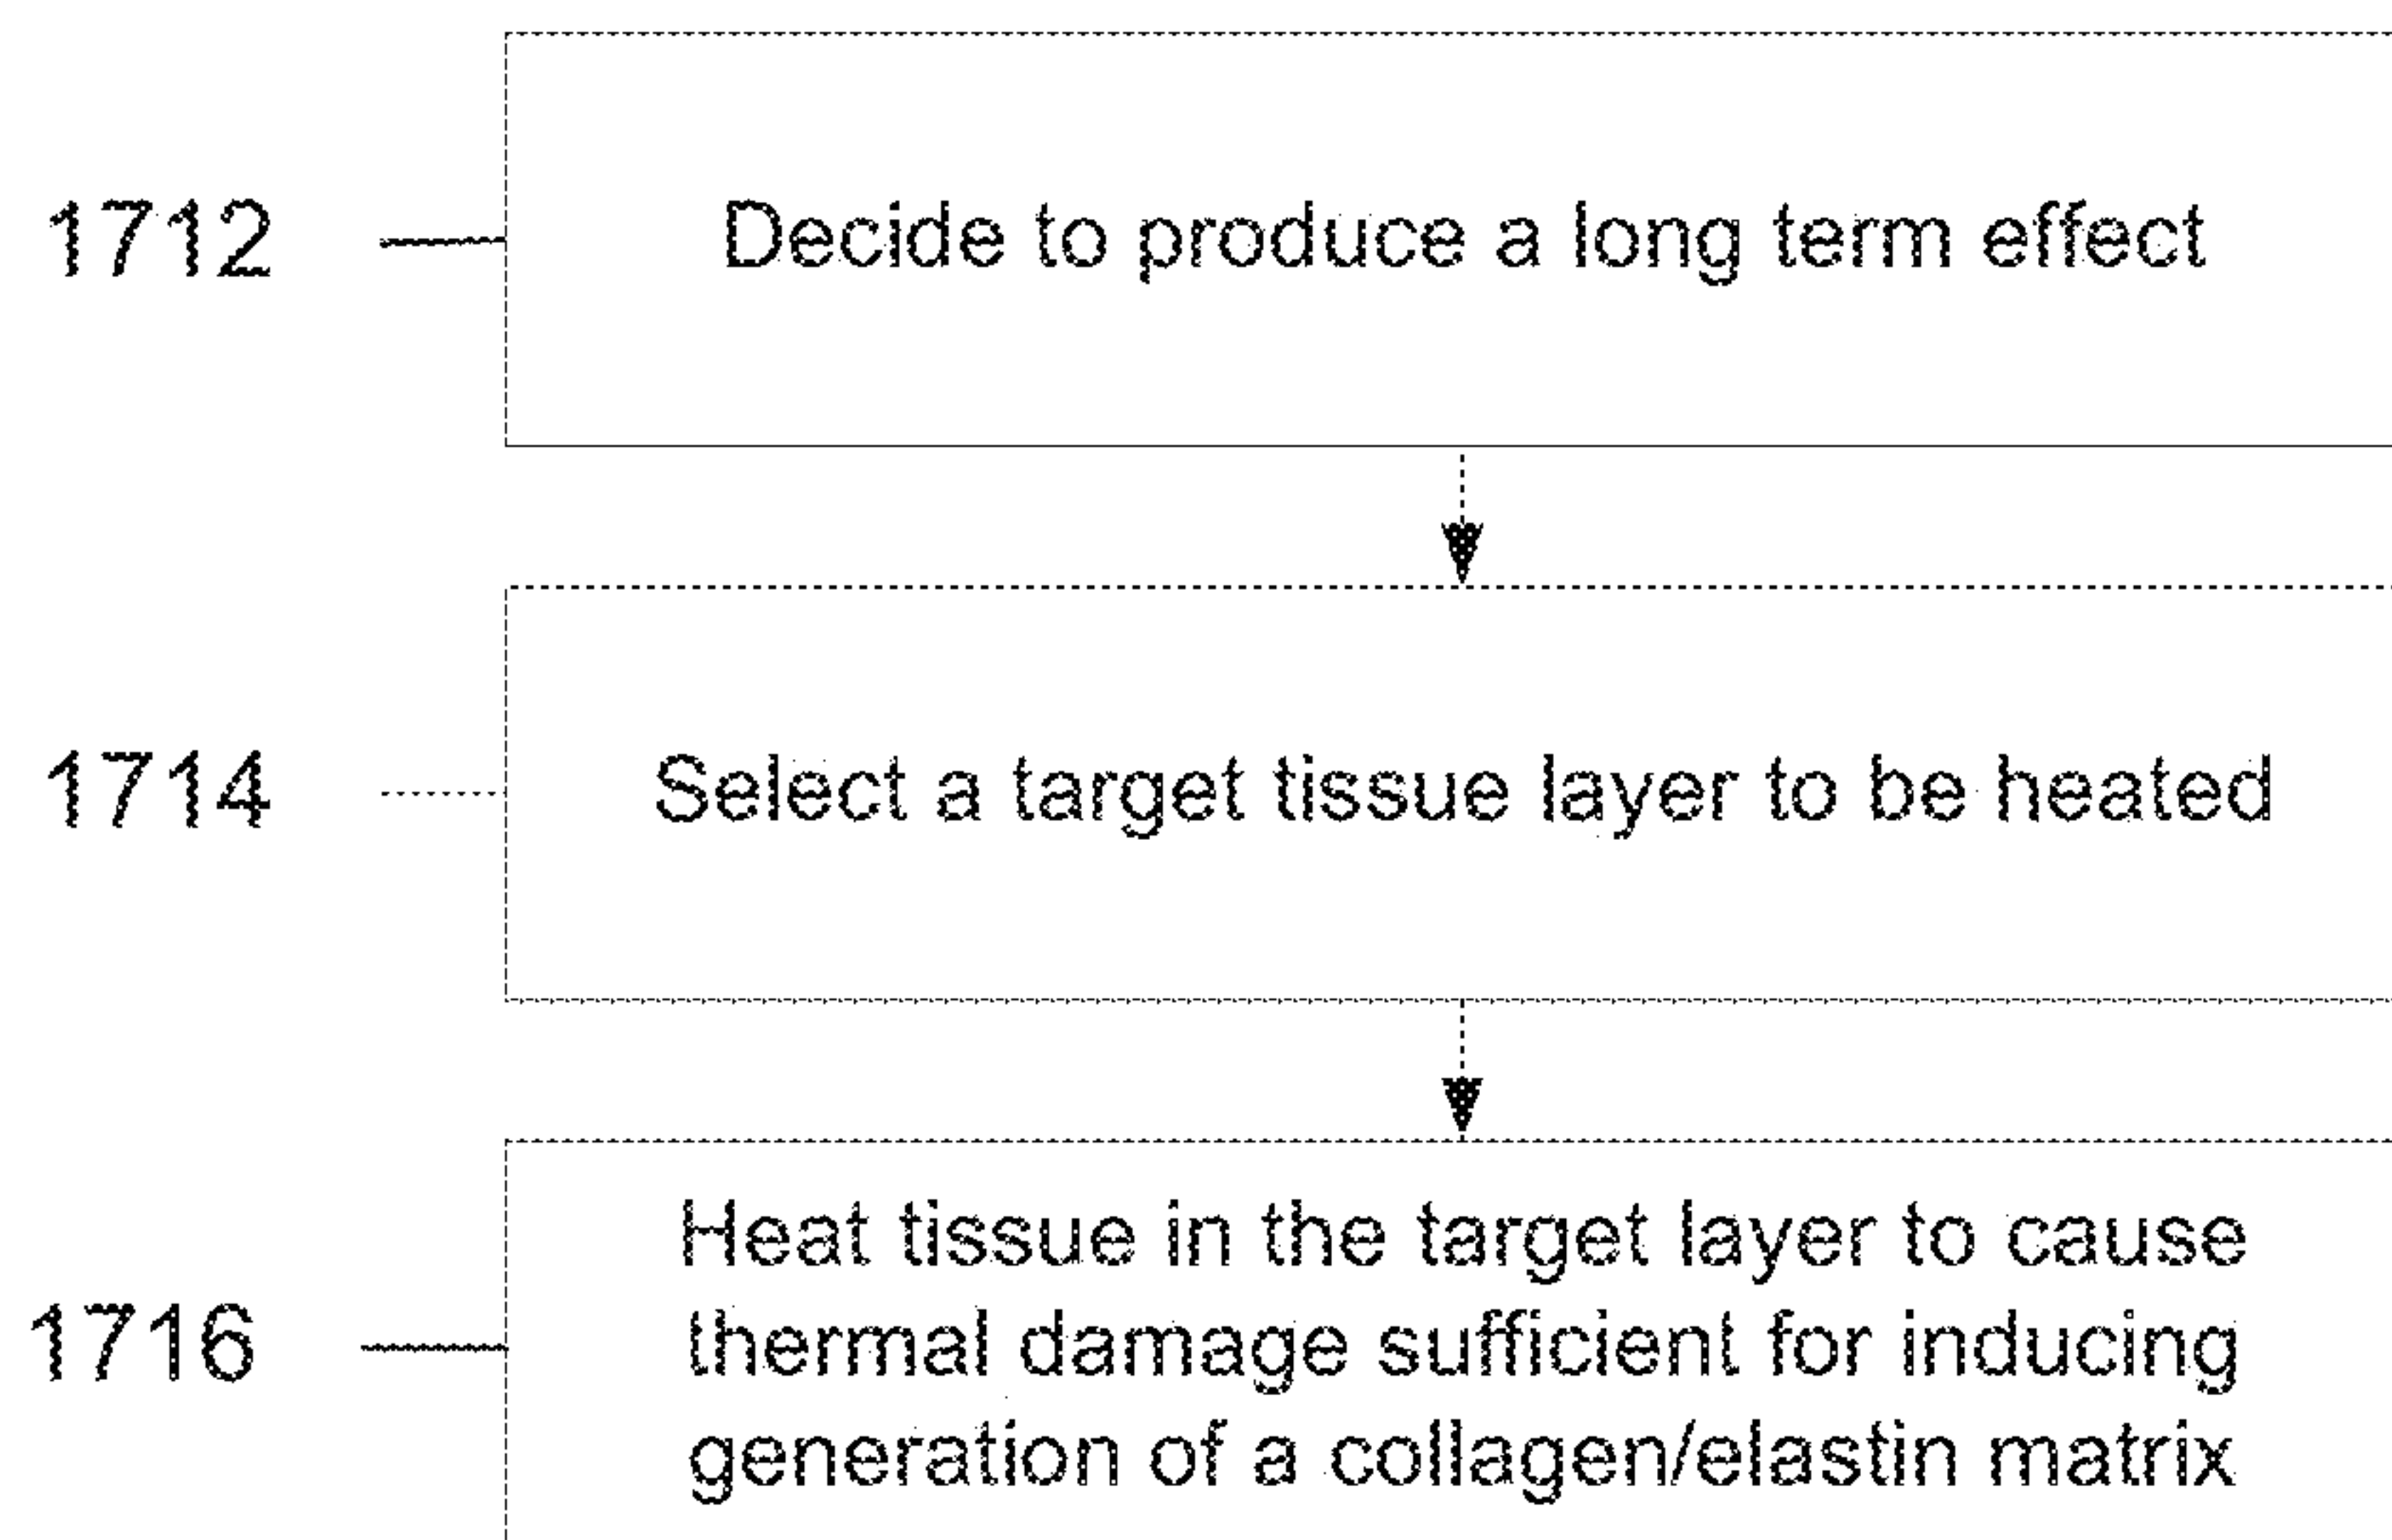 1712
Decide to produce a long term effect
1714
Select a target tissue layer to be heated
1716
Heat tissue in the target layer to cause
thermal damage sufficient for inducing
generation of a collagen/elastin matrix